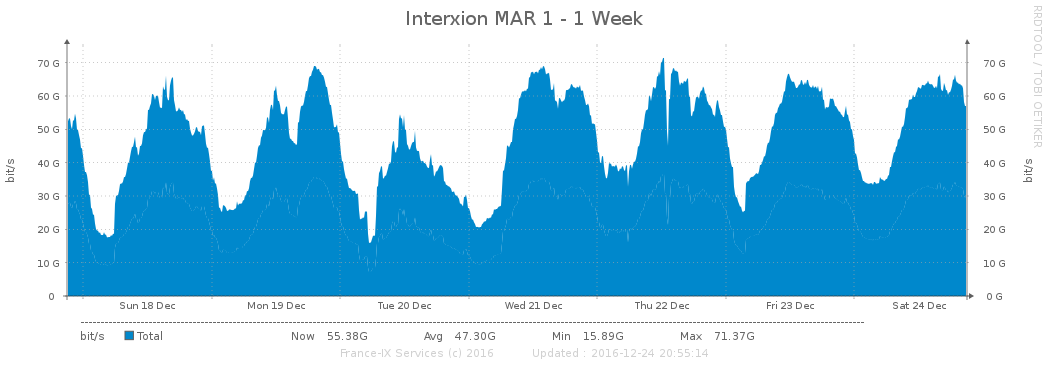 Interxion MAR 1 - 1 Week
RRDTOOL / TOBI OETIKER
bit/s
bit/s
70 G 70 G
60 G 60 G
50 G 50 G
40 G 40 G
30 G 30 G
20 G 20 G
10 G 10 G
0 0 G
Sun 18 Dec Mon 19 Dec Tue 20 Dec Wed 21 Dec Thu 22 Dec Fri 23 Dec Sat 24 Dec
bit/s Total Now 55.38G Avg 47.30G Min 15.89G Max 71.37G
France-IX Services (c) 2016 Updated : 2016-12-24 20:55:14